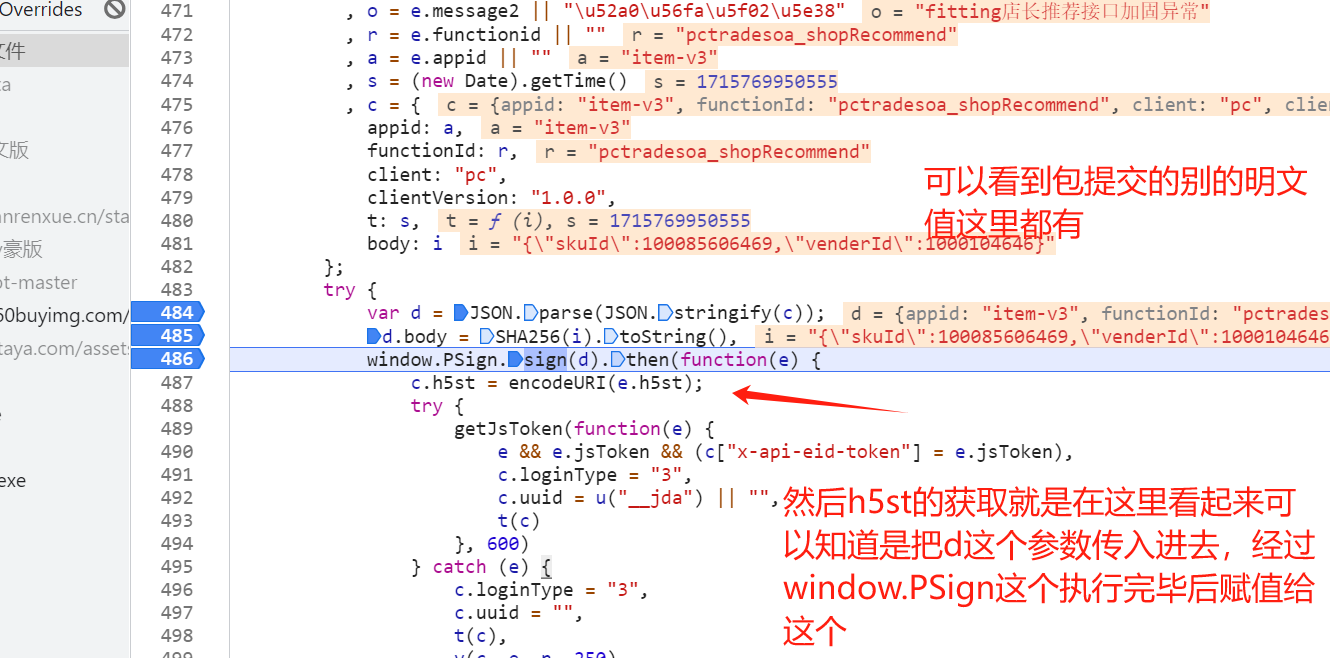 Overrides
文件
ta
文版
anrenxue.cn/sta
y豪版
pt-master
60buyimg.com/
taya.com/assets
exe
471 , o = e.message2 || "\u52a0\u56fa\u5f02\u5e38" o = "fitting店长推荐接口加固异常"
472 , r = e.functionid || "" r = "pctradesoa_shopRecommend"
473 , a = e.appid || "" a = "item-v3"
474 , s = (new Date).getTime() s = 1715769950555
475 , c = { c = {appid: "item-v3", functionId: "pctradesoa_shopRecommend", client: "pc", clien
476 appid: a, a = "item-v3"
477 functionId: r, r = "pctradesoa_shopRecommend"
478 client: "pc",
479 clientVersion: "1.0.0",
480 t: s, t = ƒ (i), s = 1715769950555
481 body: i i = "{\"skuId\":100085606469,\"venderId\":1000104646}"
482 };
483 try {
484 var d = JSON.parse(JSON.stringify(c)); d = {appid: "item-v3", functionId: "pctrades
485 d.body = SHA256(i).toString(), i = "{\"skuId\":100085606469,\"venderId\":1000104646
486 window.PSign.sign(d).then(function(e) {
487 c.h5st = encodeURI(e.h5st);
488 try {
489 getJsToken(function(e) {
490 e && e.jsToken && (c["x-api-eid-token"] = e.jsToken),
491 c.loginType = "3",
492 c.uuid = u("__jda") || "",
493 t(c)
494 }, 600)
495 } catch (e) {
496 c.loginType = "3",
497 c.uuid = "",
498 t(c),
499
可以看到包提交的别的明文
值这里都有
然后h5st的获取就是在这里看起来可
以知道是把d这个参数传入进去，经过
window.PSign这个执行完毕后赋值给
这个